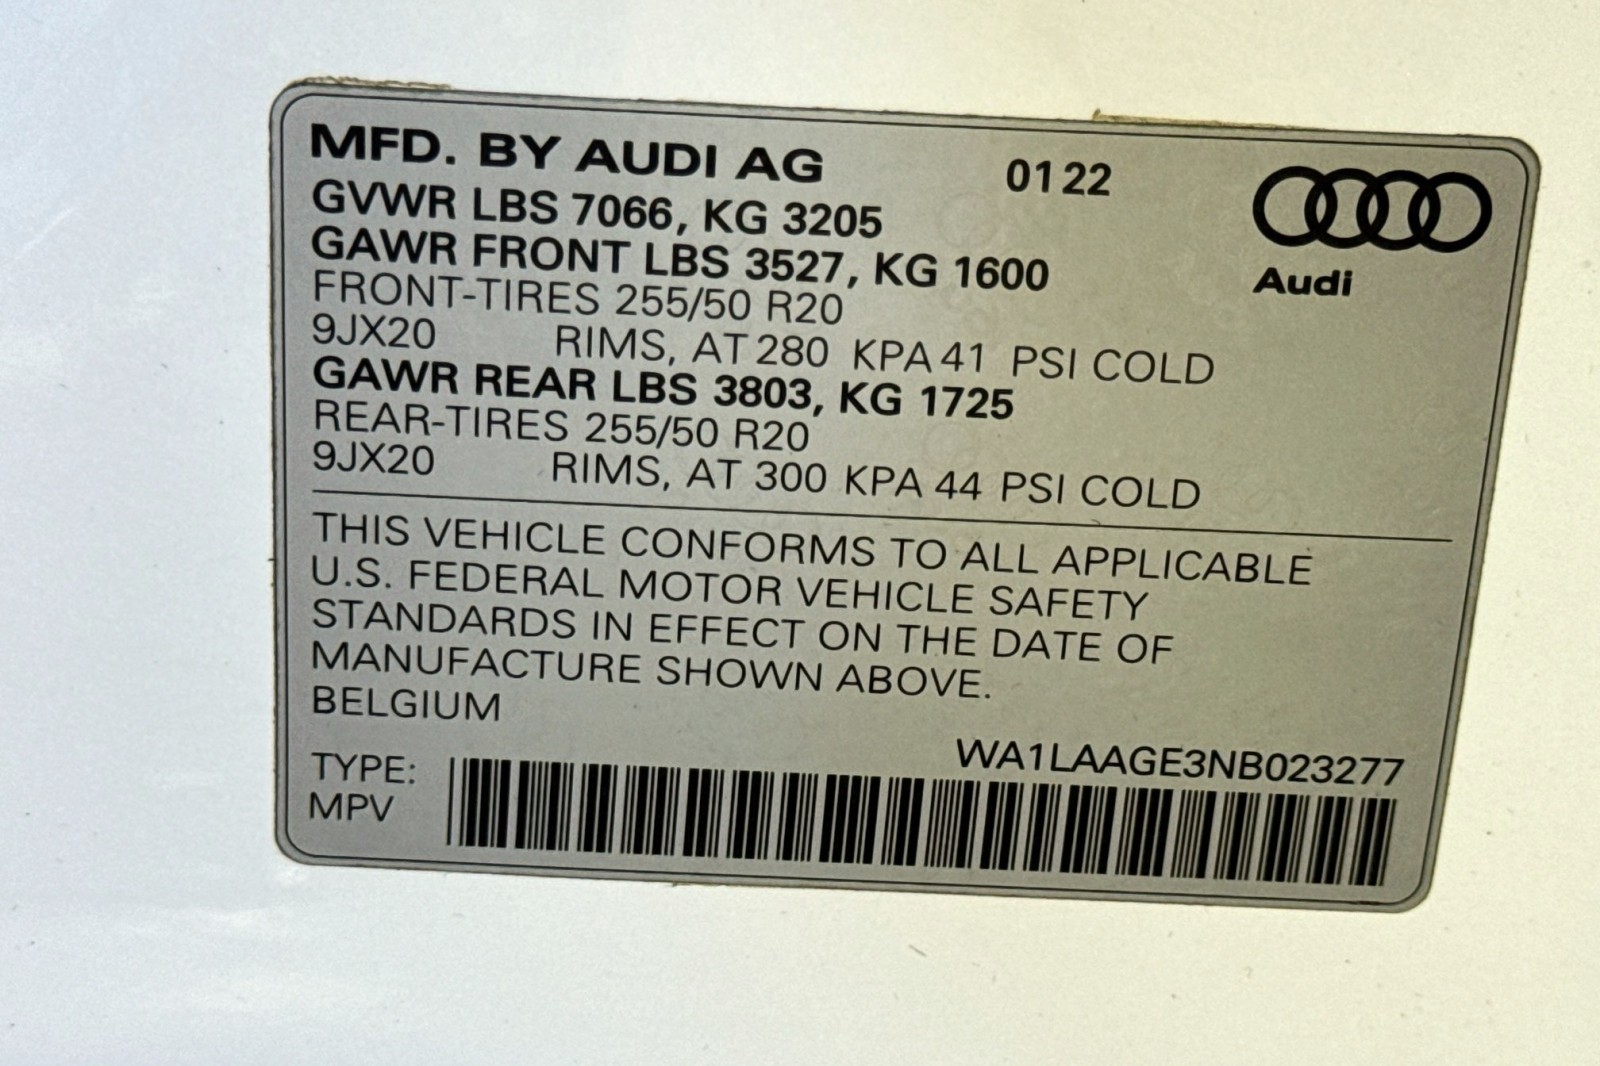 MFD. BY AUDI AG 01 22
GVWR LBS 7066, KG 3205
GAWR FRONT LBS 3527, KG 1600
Audi
FRONT-TIRES 255/50 R20
9JX20 RIMS, AT 280 KPA 41 PSI COLD
GAWR REAR LBS 3803, KG 1725
REAR-TIRES 255/50 R20
9JX20 RIMS, AT 300 KPA 44 PSI COLD
THIS VEHICLE CONFORMS TO ALL APPLICABLE
U.S. FEDERAL MOTOR VEHICLE SAFETY
STANDARDS IN EFFECT ON THE DATE OF
MANUFACTURE SHOWN ABOVE.
BELGIUM
WA1LAAGE3NB023277
TYPE:
MPV